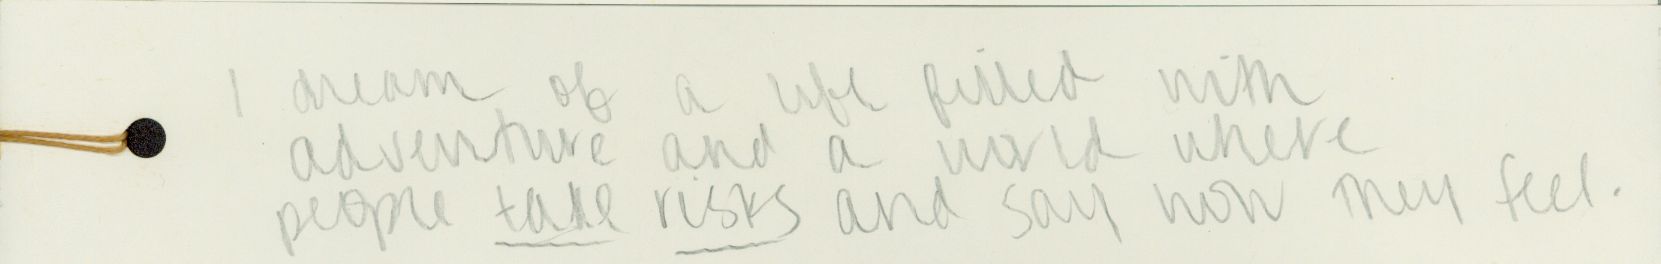 I dream of a life filled with
adventure and a world where
people take risks and say how they feel.